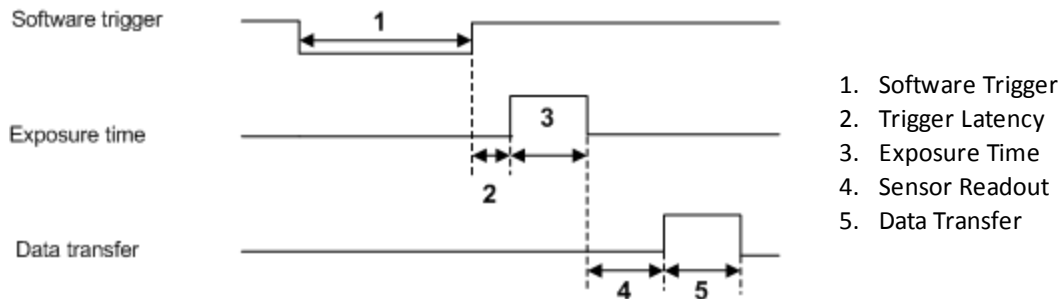 Software trigger
1
Exposure time
3
2
Data transfer
4
5
1. Software Trigger
2. Trigger Latency
3. Exposure Time
4. Sensor Readout
5. Data Transfer